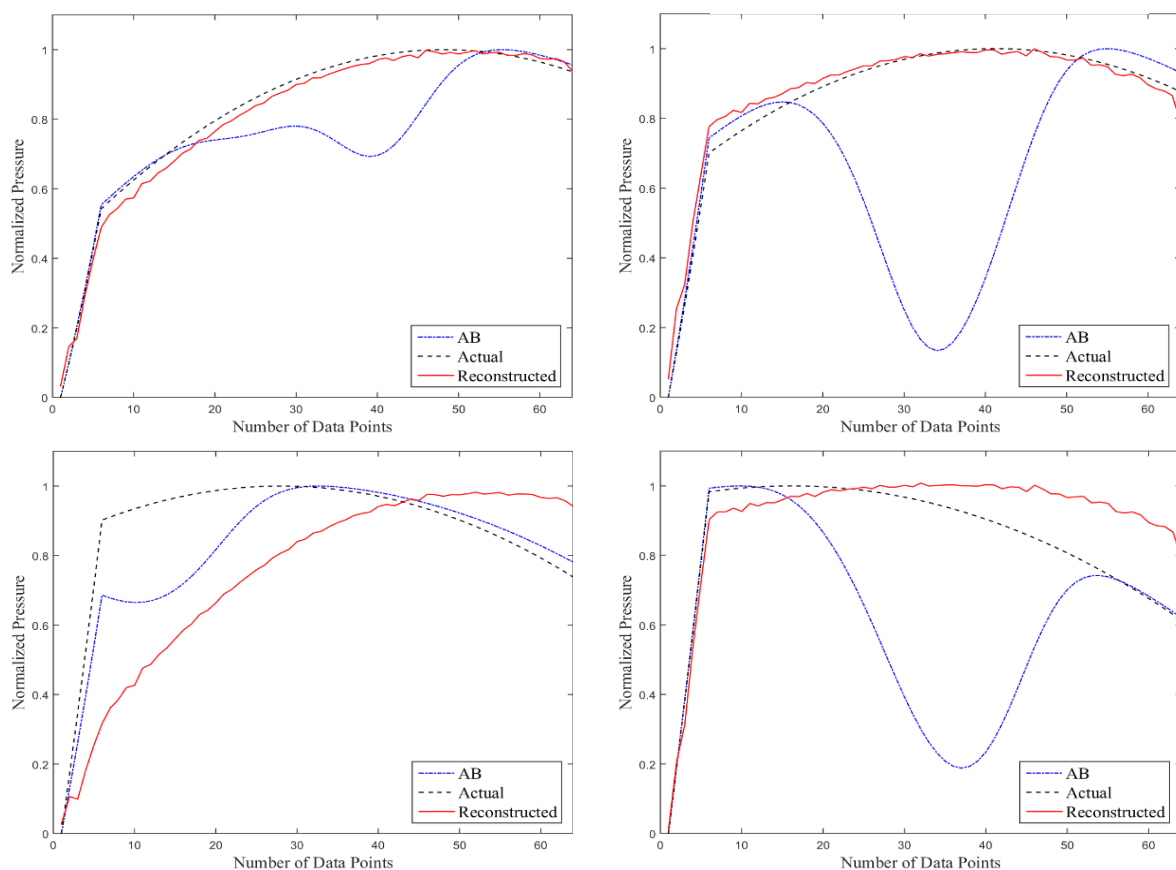 Normalized Pressure
1
0.8
0.6
0.4
0.2
0
0 10 20 30 40 50 60
Number of Data Points
AB
Actual
Reconstructed
Normalized Pressure
1
0.8
0.6
0.4
0.2
0
0 10 20 30 40 50 60
Number of Data Points
AB
Actual
Reconstructed
Normalized Pressure
1
0.8
0.6
0.4
0.2
0
0 10 20 30 40 50 60
Number of Data Points
AB
Actual
Reconstructed
Normalized Pressure
1
0.8
0.6
0.4
0.2
0
0 10 20 30 40 50 60
Number of Data Points
AB
Actual
Reconstructed